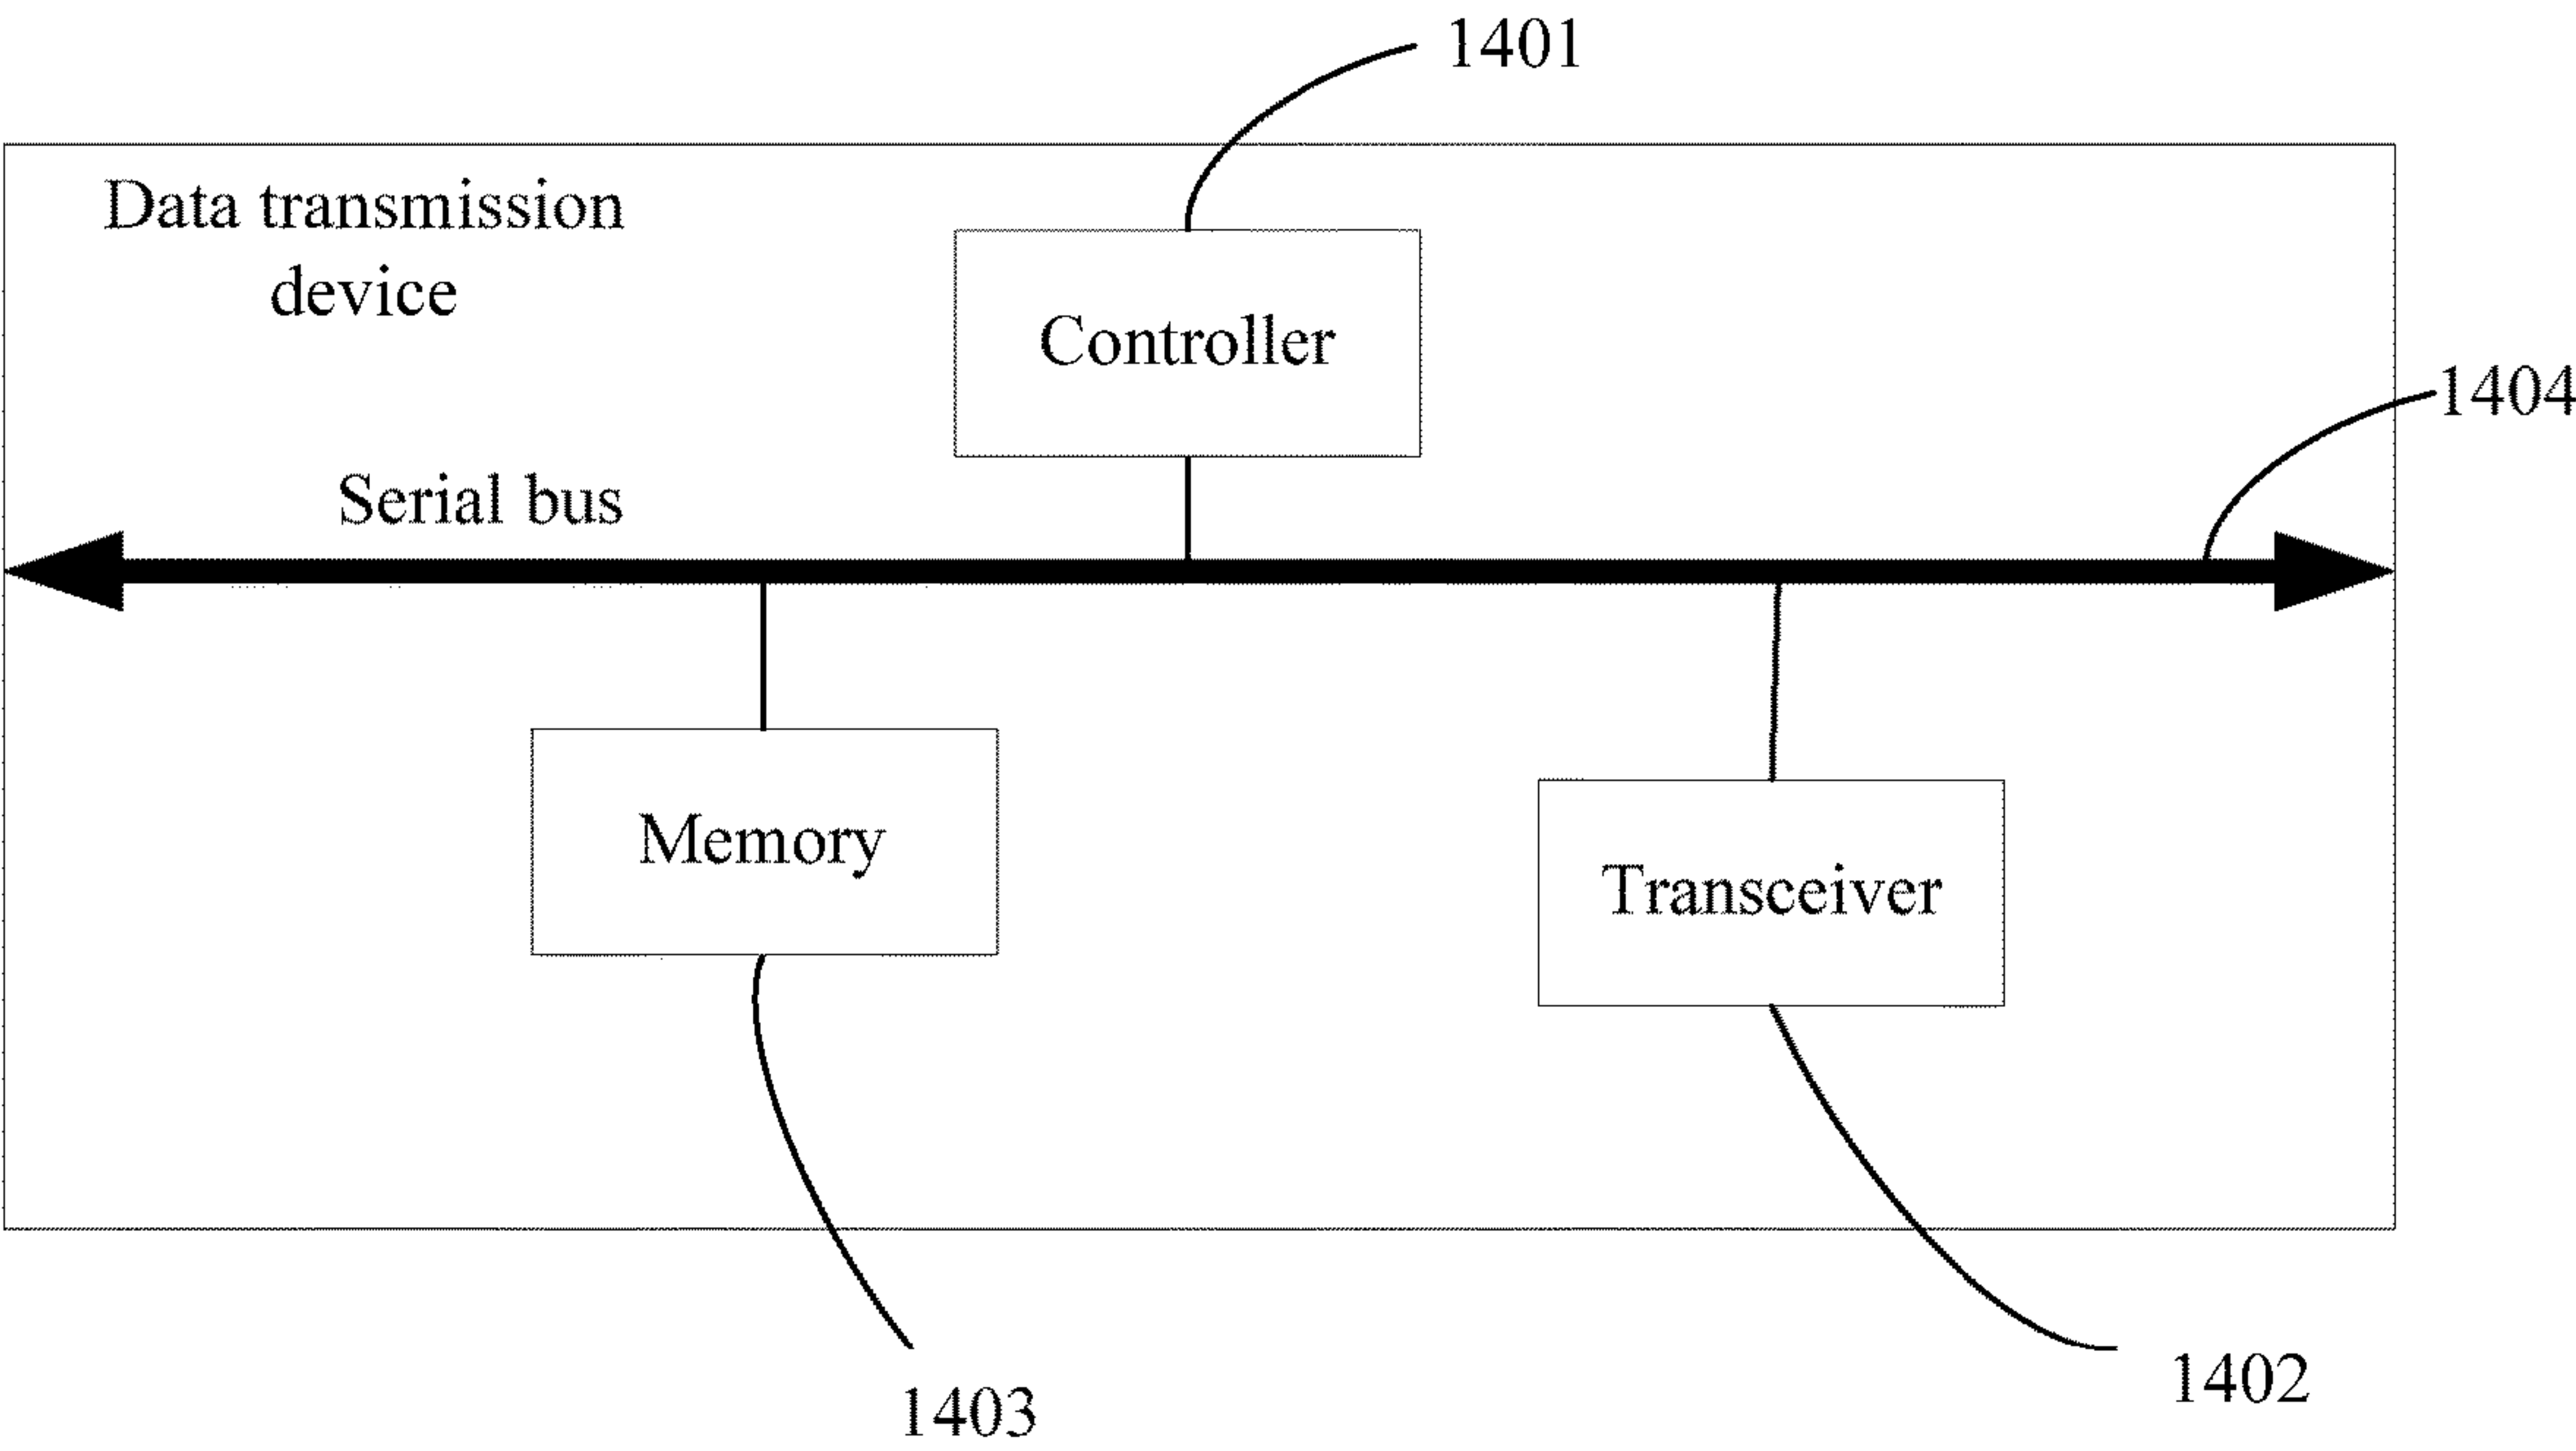 1401
Data transmission
device
Controller
1404
Serial bus
Memory
Transceiver
1402
1403